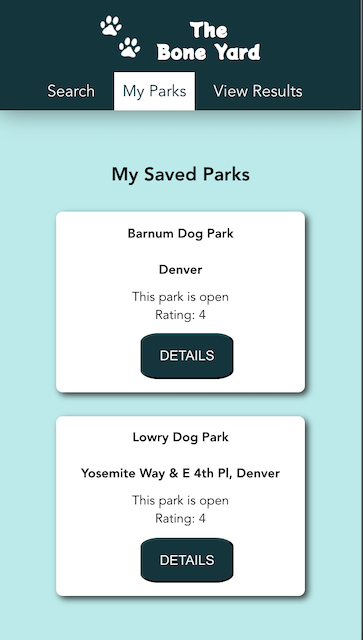 The
Bone Yard
Search My Parks View Results
My Saved Parks
Barnum Dog Park
Denver
This park is open
Rating: 4
DETAILS
Lowry Dog Park
Yosemite Way & E 4th Pl, Denver
This park is open
Rating: 4
DETAILS